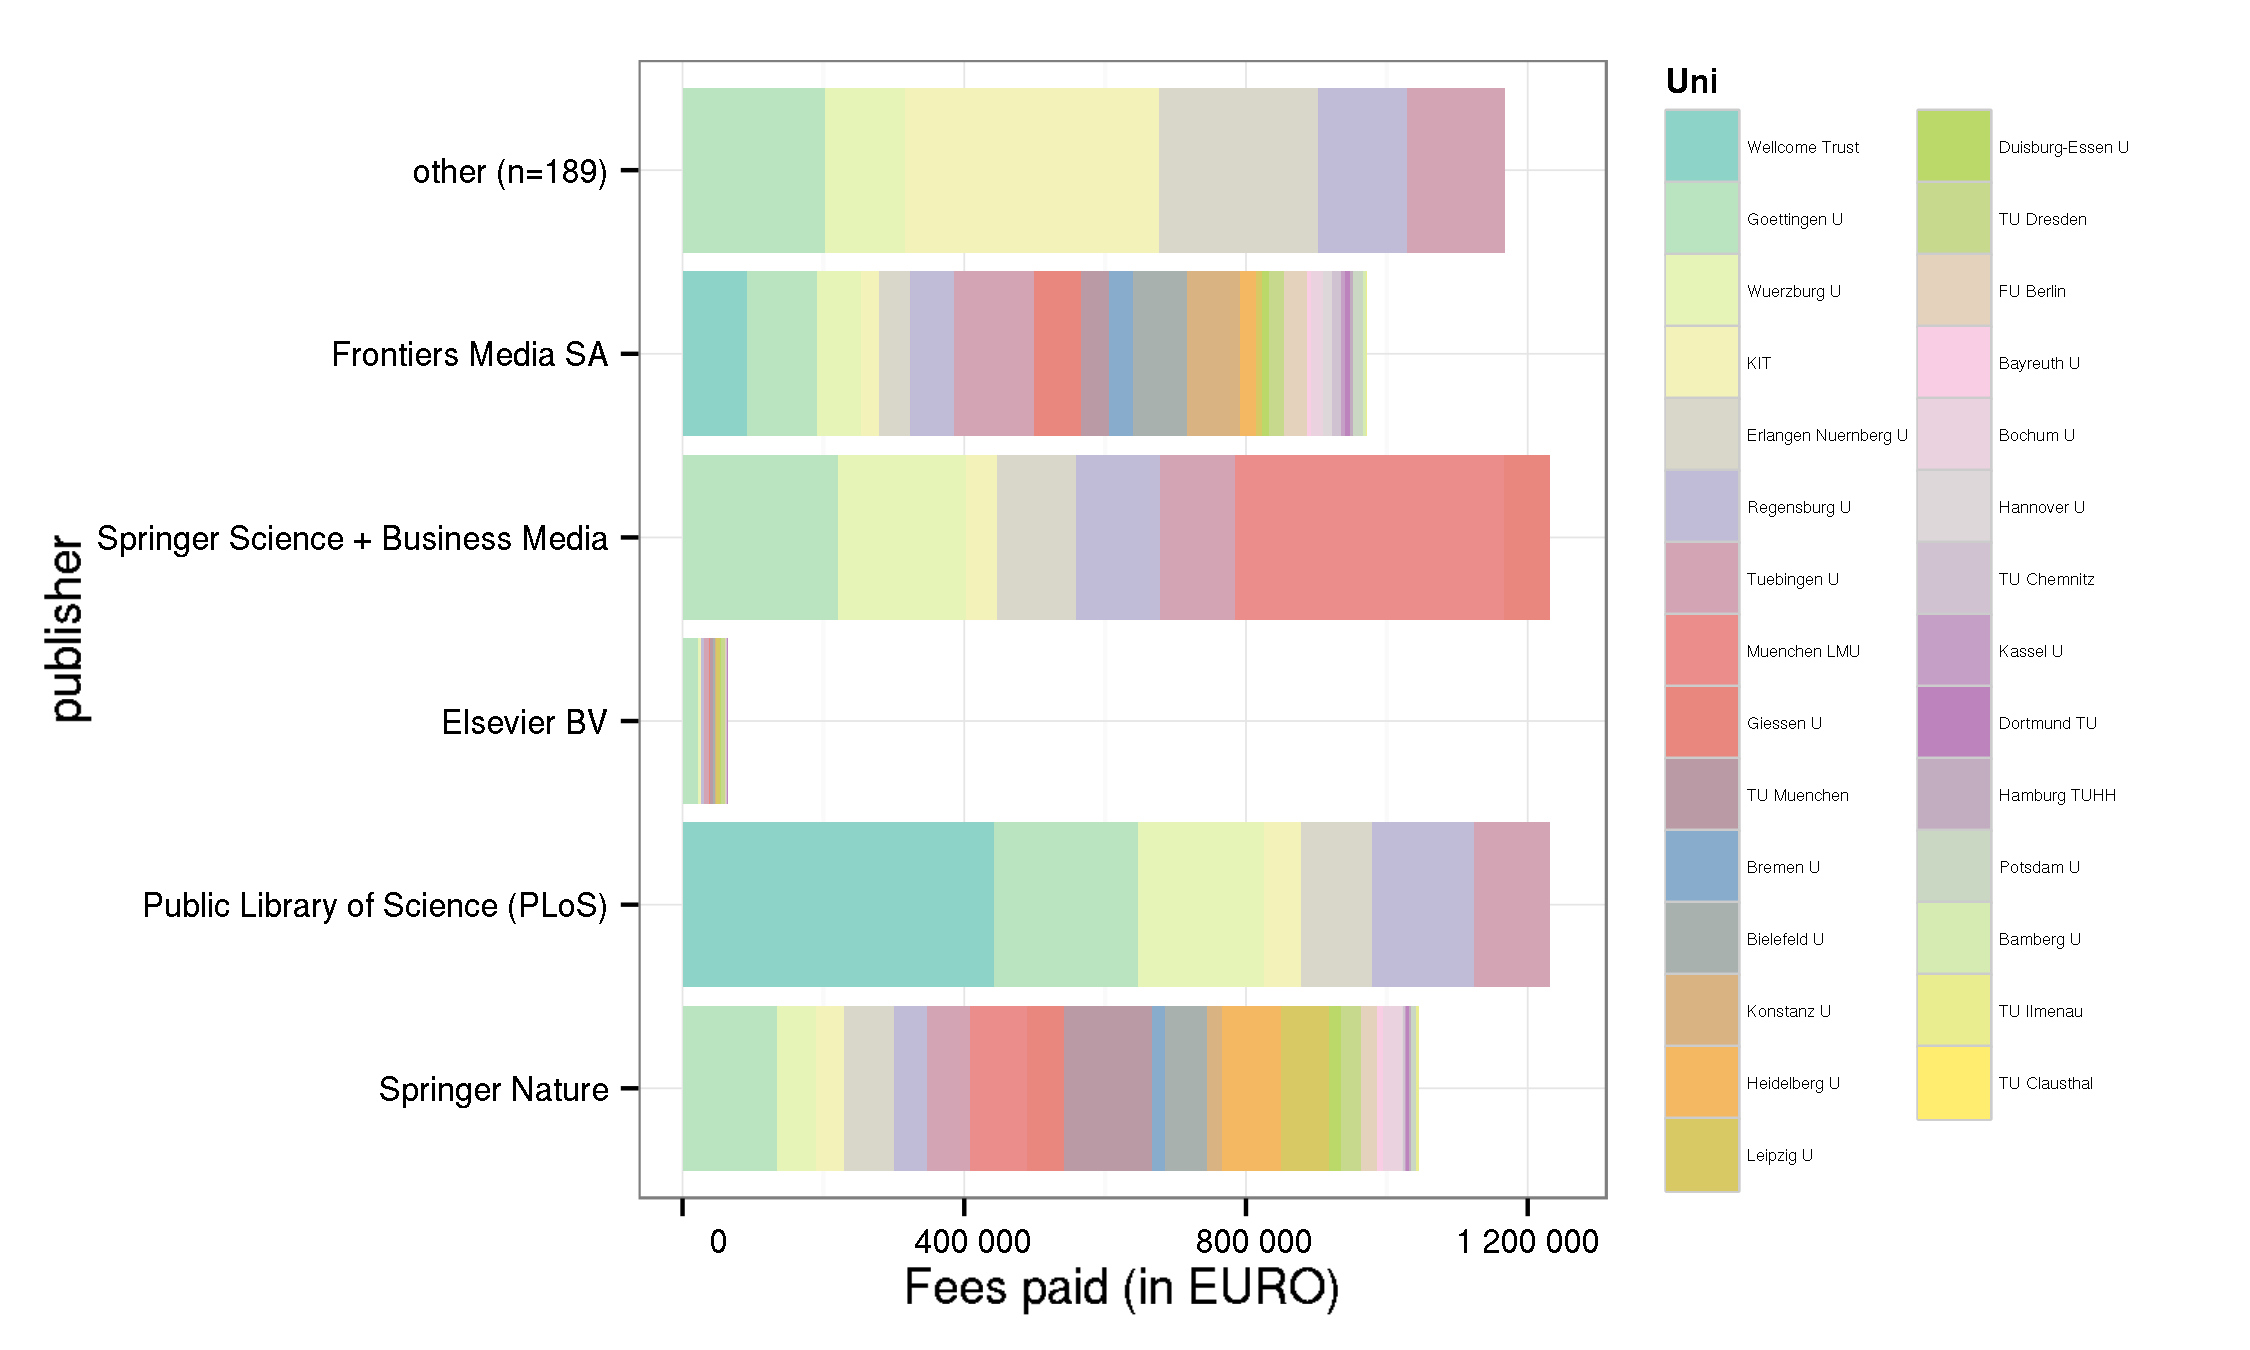 other (n=189)
Frontiers Media SA
Springer Science + Business Media
Elsevier BV
Public Library of Science (PLoS)
Springer Nature
publisher
0
400 000
800 000
1 200 000
Fees paid (in EURO)
Uni
Wellcome Trust
Goettingen U
Wuerzburg U
KIT
Erlangen Nuernberg U
Regensburg U
Tuebingen U
Muenchen LMU
Giessen U
TU Muenchen
Bremen U
Bielefeld U
Konstanz U
Heidelberg U
Leipzig U
Duisburg-Essen U
TU Dresden
FU Berlin
Bayreuth U
Bochum U
Hannover U
TU Chemnitz
Kassel U
Dortmund TU
Hamburg TUHH
Potsdam U
Bamberg U
TU Ilmenau
TU Clausthal